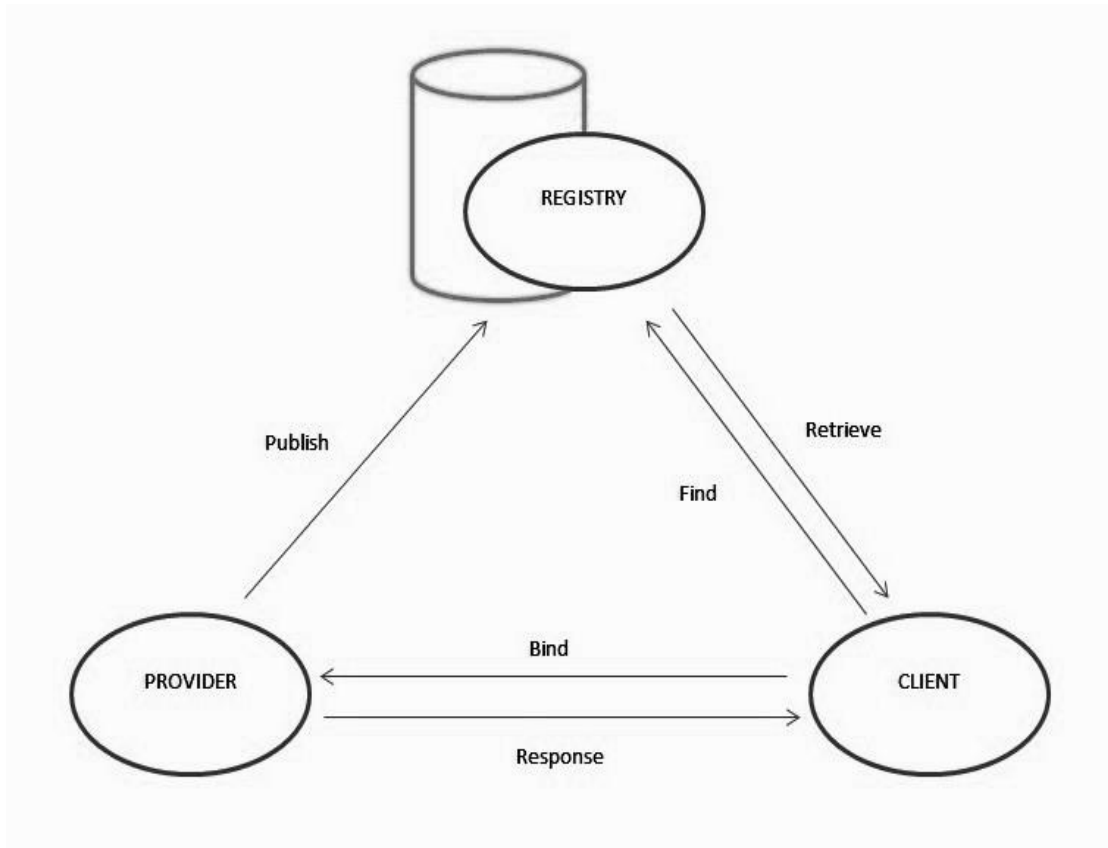 REGISTRY
Retrieve
Publish
Find
Bind
PROVIDER
CLIENT
Response